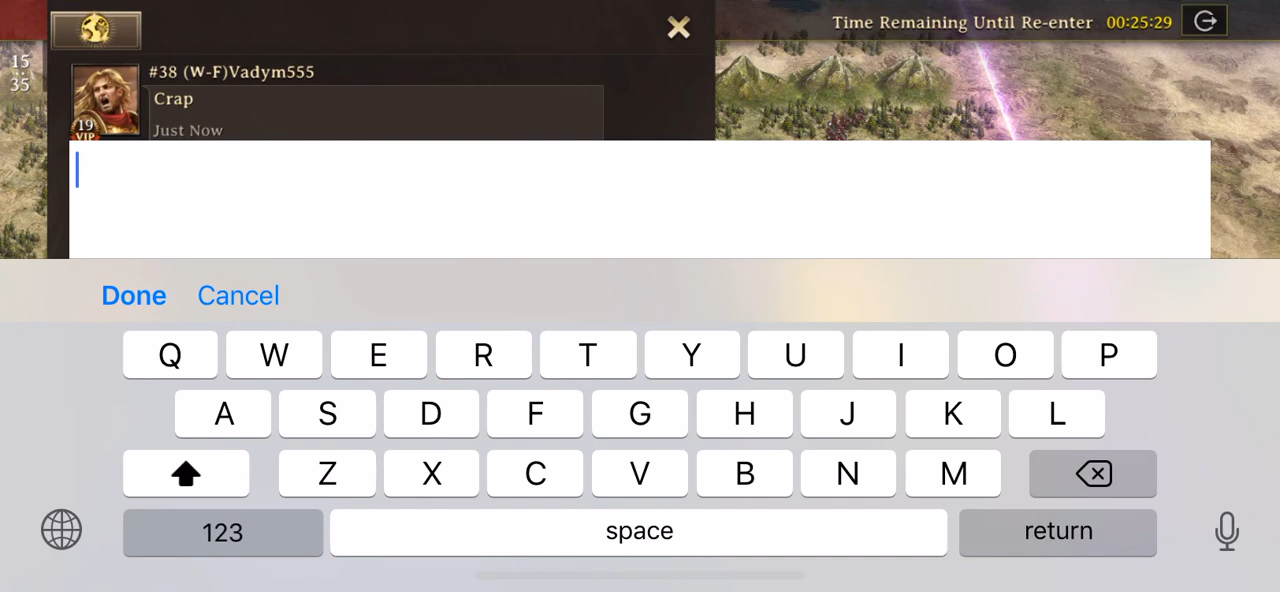 Time Remaining Until Re-enter 00:25:29
15
35
#38 (W-F)Vadym555
Crap
19
VIP
Just Now
Done Cancel
Q W E R T Y U I O P
A S D F G H J K L
Z X C V B N M
123 space return